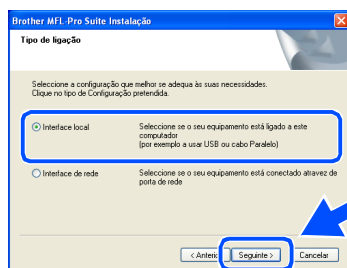 Brother MFL-Pro Suite Instalação
Tipo de ligação
Seleccione a configuração que melhor se adequa às suas necessidades.
Clique no tipo de Configuração pretendida.
Interface local
Seleccione se o seu equipamento está ligado a este
computador
(por exemplo a usar USB ou cabo Paralelo)
Interface de rede
Seleccione se o seu equipamento está conectado atravez de
porta de rede
< Anterior
Seguinte >
Cancelar